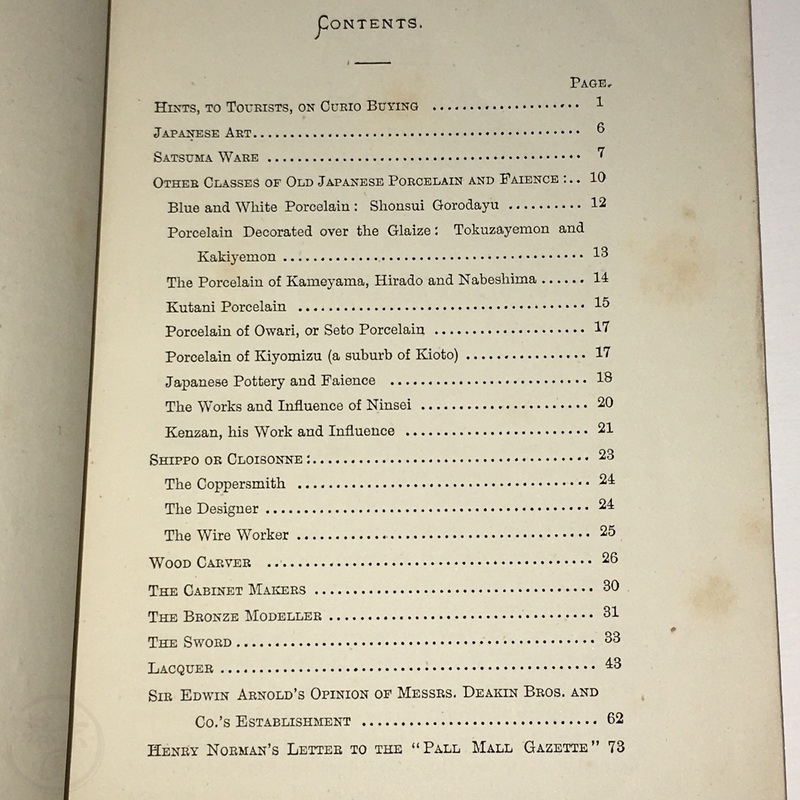 CONTENTS.
PAGE.
HINTS, TO TOURISTS, ON CURIO BUYING .................... 1
JAPANESE ART............................................. 6
SATSUMA WARE ........................................... 7
OTHER CLASSES OF OLD JAPANESE PORCELAIN AND FAIENCE :.. 10
Blue and White Porcelain: Shonsui Gorodayu .......... 12
Porcelain Decorated over the Glaize: Tokuzayemon and
Kakiyemon ......................................... 13
The Porcelain of Kameyama, Hirado and Nabeshima ...... 14
Kutani Porcelain ....................................... 15
Porcelain of Owari, or Seto Porcelain .................... 17
Porcelain of Kiyomizu (a suburb of Kioto) ................ 17
Japanese Pottery and Faience ........................... 18
The Works and Influence of Ninsei ....................... 20
Kenzan, his Work and Influence ......................... 21
SHIPPO OR CLOISONNE :..................................... 23
The Coppersmith ....................................... 24
The Designer ............................................ 24
The Wire Worker ........................................ 25
WOOD CARVER ............................................ 26
THE CABINET MAKERS ..................................... 30
THE BRONZE MODELLER ................................... 31
THE SWORD ................................................ 33
LACQUER ................................................... 43
SIR EDWIN ARNOLD'S OPINION OF MESSRS. DEAKIN BROS. AND
CO.'S ESTABLISHMENT ............................... 62
HENRY NORMAN'S LETTER TO THE "PALL MALL GAZETTE" 73